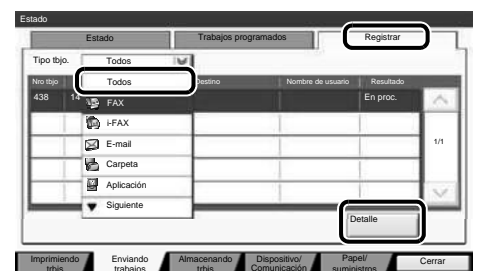 Estado
Estado Trabajos programados Registrar
Tipo tbjo. Todos
Nro tbjo Destino Nombre de usuario Resultado
Todos
438 14 FAX En proc.
i-FAX
E-mail 1/1
Carpeta
Aplicación
Siguiente
Detalle
Imprimiendo trbjs Enviando trabajos Almacenando trbjs Dispositivo/ Comunicación Papel/ suministros Cerrar